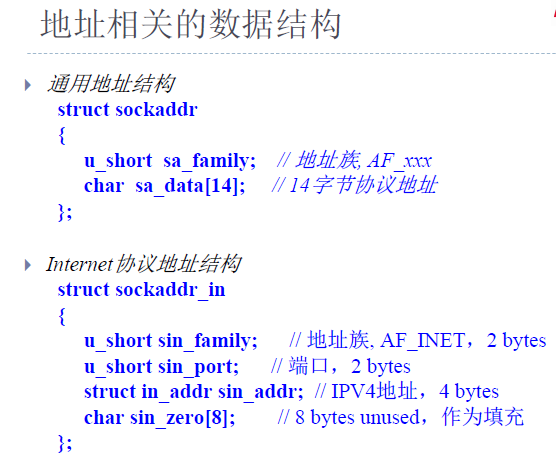 地址相关的数据结构
通用地址结构
struct sockaddr
{
u_short sa_family; // 地址族, AF_xxx
char sa_data[14]; // 14字节协议地址
};
Internet协议地址结构
struct sockaddr_in
{
u_short sin_family; // 地址族, AF_INET，2 bytes
u_short sin_port; // 端口，2 bytes
struct in_addr sin_addr; // IPV4地址，4 bytes
char sin_zero[8]; // 8 bytes unused，作为填充
};